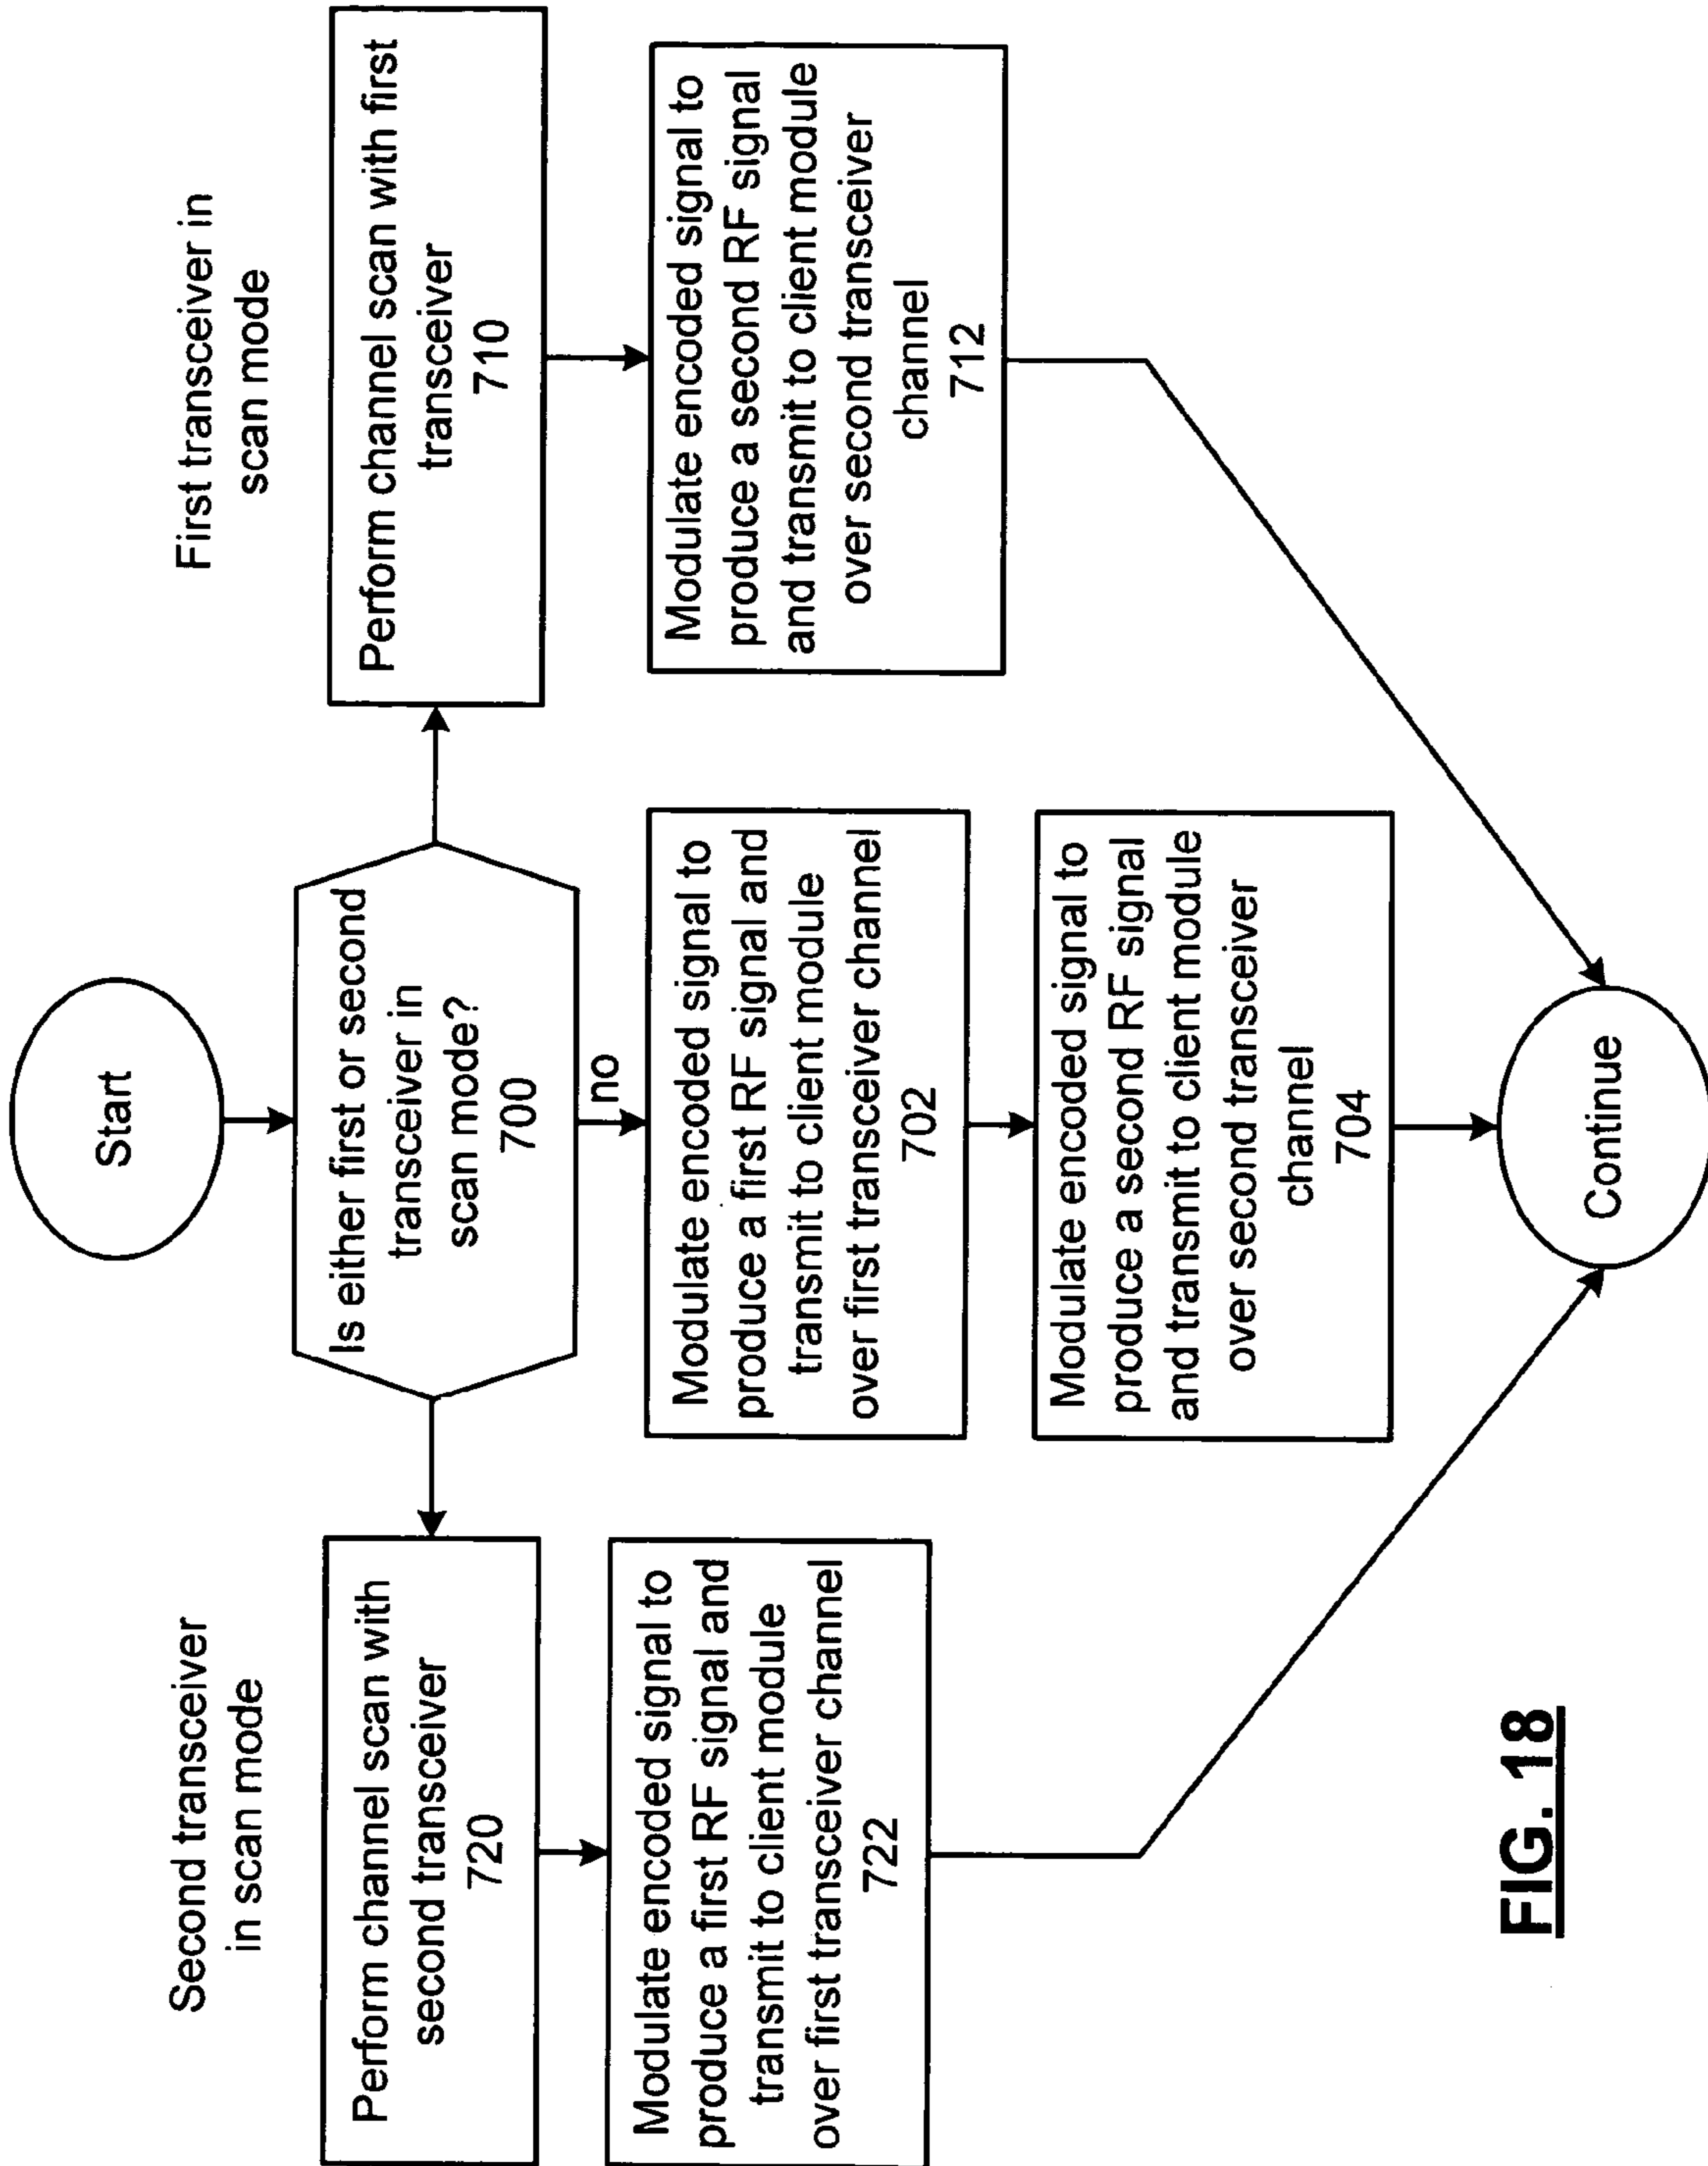 Start
Is either first or second
transceiver in
scan mode?
700
no
Second transceiver
in scan mode
Perform channel scan with
second transceiver
720
Modulate encoded signal to
produce a first RF signal and
transmit to client module
over first transceiver channel
722
Modulate encoded signal to
produce a first RF signal and
transmit to client module
over first transceiver channel
702
Modulate encoded signal to
produce a second RF signal
and transmit to client module
over second transceiver
channel
704
First transceiver in
scan mode
Perform channel scan with first
transceiver
710
Modulate encoded signal to
produce a second RF signal
and transmit to client module
over second transceiver
channel
712
Continue
FIG. 18